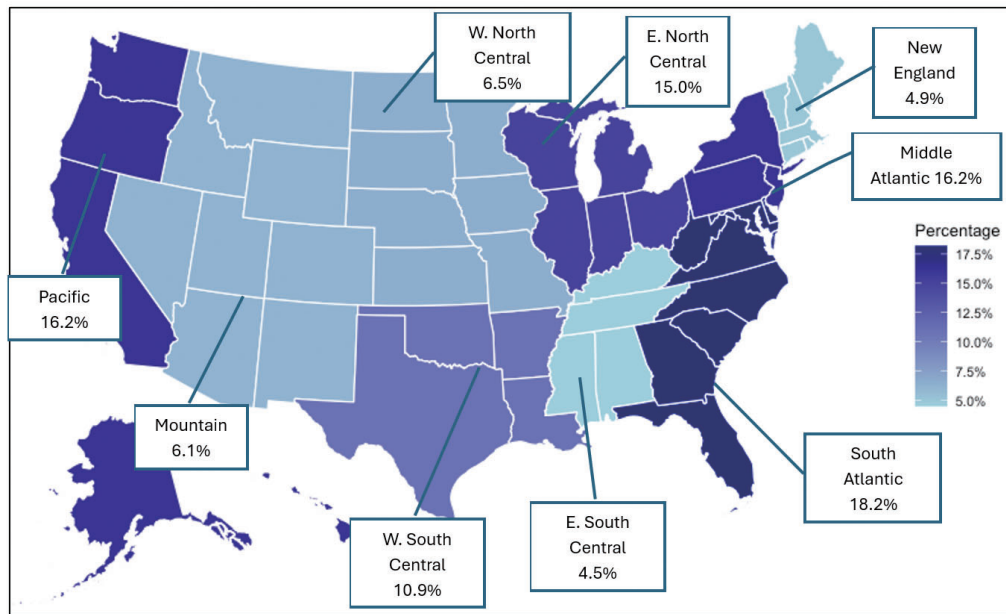 W. North
Central
6.5%
E. North
Central
15.0%
New
England
4.9%
Middle
Atlantic 16.2%
Percentage
17.5%
15.0%
12.5%
10.0%
7.5%
5.0%
Pacific
16.2%
Mountain
6.1%
W. South
Central
10.9%
E. South
Central
4.5%
South
Atlantic
18.2%